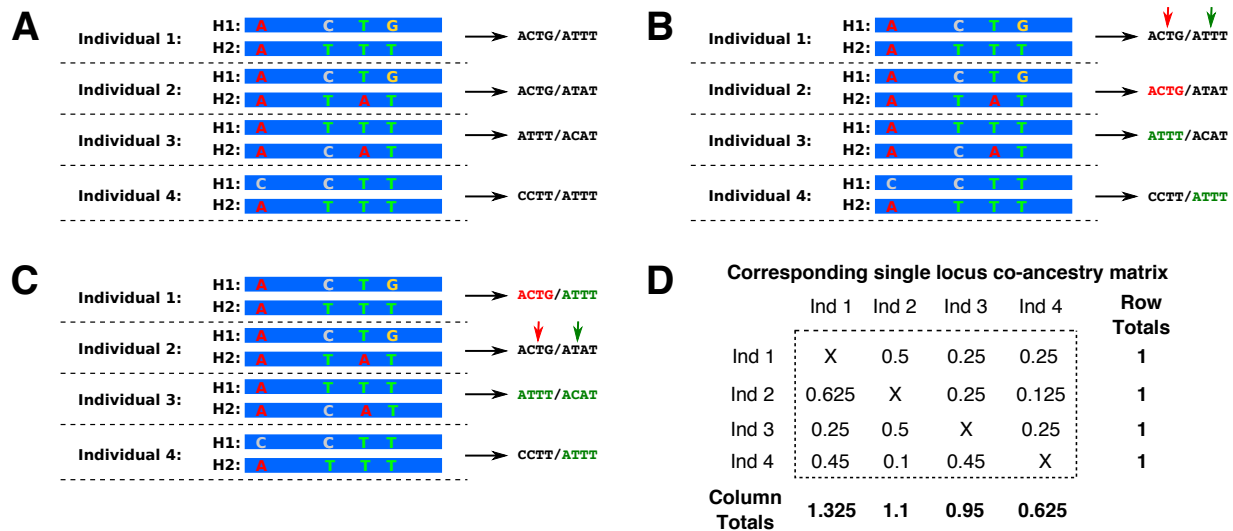 A
Individual 1: H1: A C T G ACTG/ATTT
H2: A T T T
Individual 2: H1: A C T G ACTG/ATAT
H2: A T A T
Individual 3: H1: A T T T ATTT/ACAT
H2: A C A T
Individual 4: H1: C C T T CCTT/ATTT
H2: A T T T
B
Individual 1: H1: A C T G ACTG/ATTT
H2: A T T T
Individual 2: H1: A C T G ACTG/ATAT
H2: A T A T
Individual 3: H1: A T T T ATTT/ACAT
H2: A C A T
Individual 4: H1: C C T T CCTT/ATTT
H2: A T T T
C
Individual 1: H1: A C T G ACTG/ATTT
H2: A T T T
Individual 2: H1: A C T G ACTG/ATAT
H2: A T A T
Individual 3: H1: A T T T ATTT/ACAT
H2: A C A T
Individual 4: H1: C C T T CCTT/ATTT
H2: A T T T
D
Corresponding single locus co-ancestry matrix
Ind 1 Ind 2 Ind 3 Ind 4 Row
Totals
Ind 1 X 0.5 0.25 0.25 1
Ind 2 0.625 X 0.25 0.125 1
Ind 3 0.25 0.5 X 0.25 1
Ind 4 0.45 0.1 0.45 X 1
Column
Totals 1.325 1.1 0.95 0.625